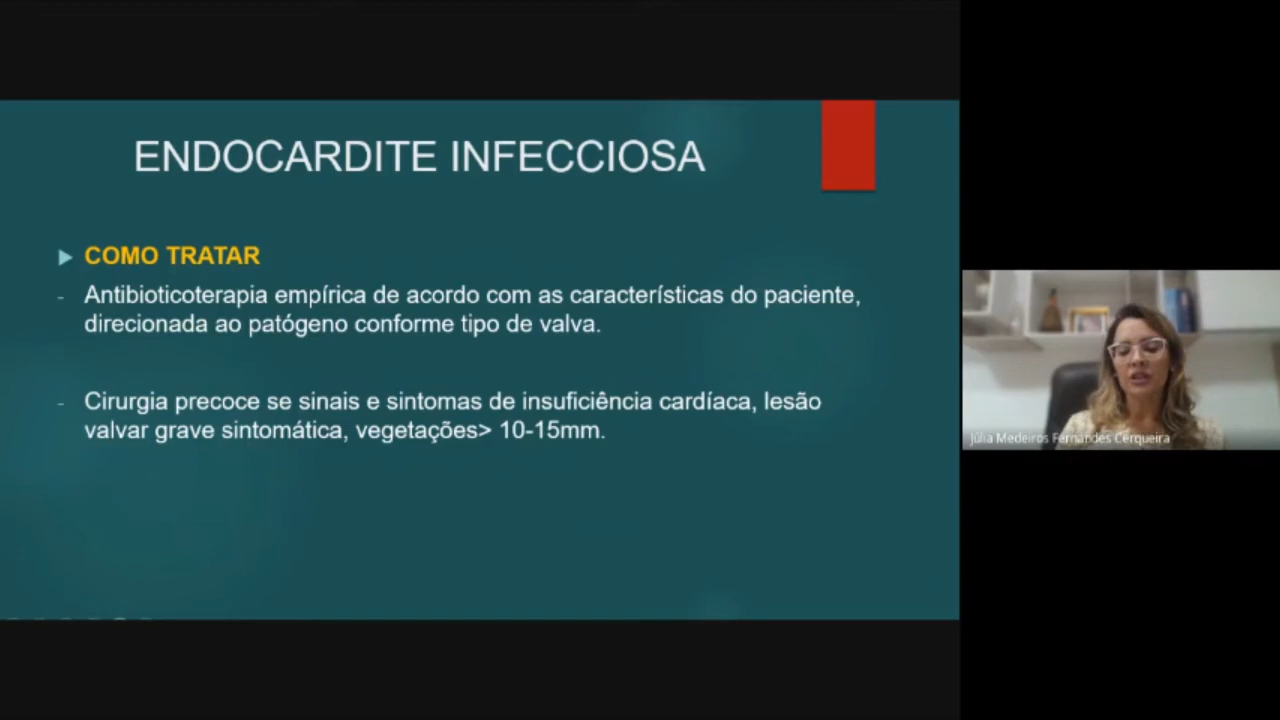 ENDOCARDITE INFECCIOSA
COMO TRATAR
- Antibioticoterapia empírica de acordo com as características do paciente,
direcionada ao patógeno conforme tipo de valva.
- Cirurgia precoce se sinais e sintomas de insuficiência cardíaca, lesão
valvar grave sintomática, vegetações> 10-15mm.
Júlia Medeiros Fernandes Cerqueira